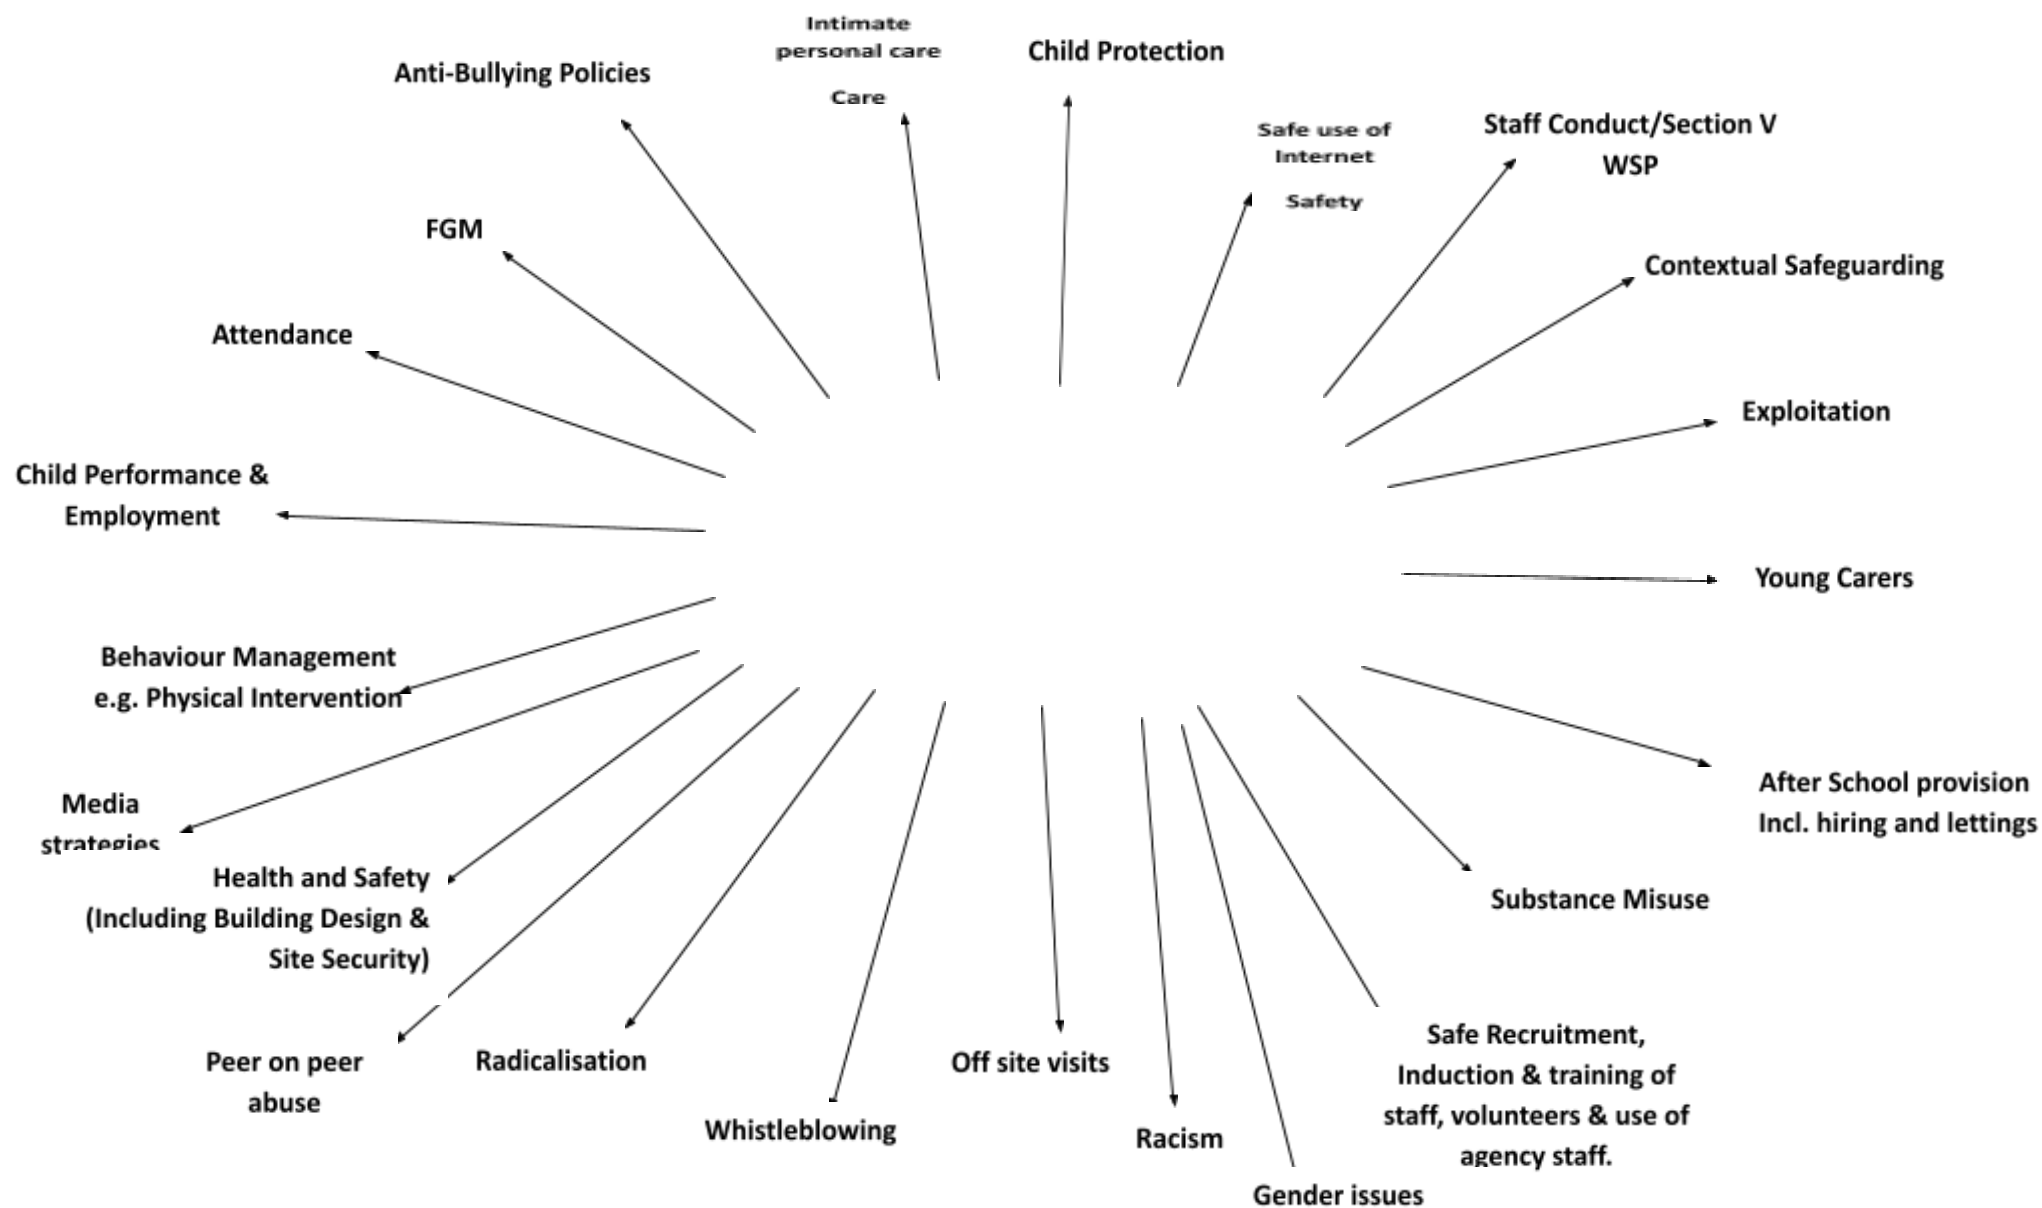 Intimate
personal care
Care
Child Protection
Anti-Bullying Policies
Safe use of
Internet
Safety
Staff Conduct/Section V
WSP
FGM
Contextual Safeguarding
Attendance
Exploitation
Child Performance &
Employment
Young Carers
Behaviour Management
e.g. Physical Intervention
After School provision
Incl. hiring and lettings
Media
strategies
Health and Safety
(Including Building Design &
Site Security)
Substance Misuse
Peer on peer
abuse
Radicalisation
Whistleblowing
Off site visits
Racism
Safe Recruitment,
Induction & training of
staff, volunteers & use of
agency staff.
Gender issues